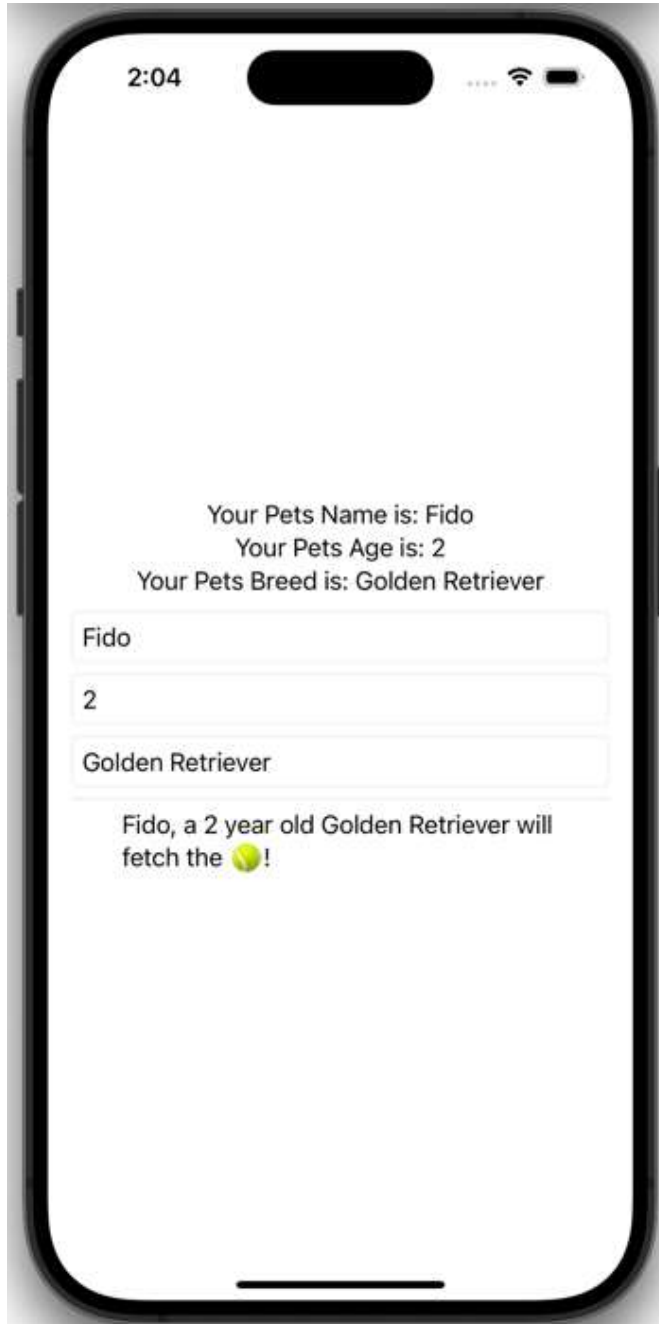 2:04
Your Pets Name is: Fido
Your Pets Age is: 2
Your Pets Breed is: Golden Retriever
Fido
2
Golden Retriever
Fido, a 2 year old Golden Retriever will
fetch the 🎾!